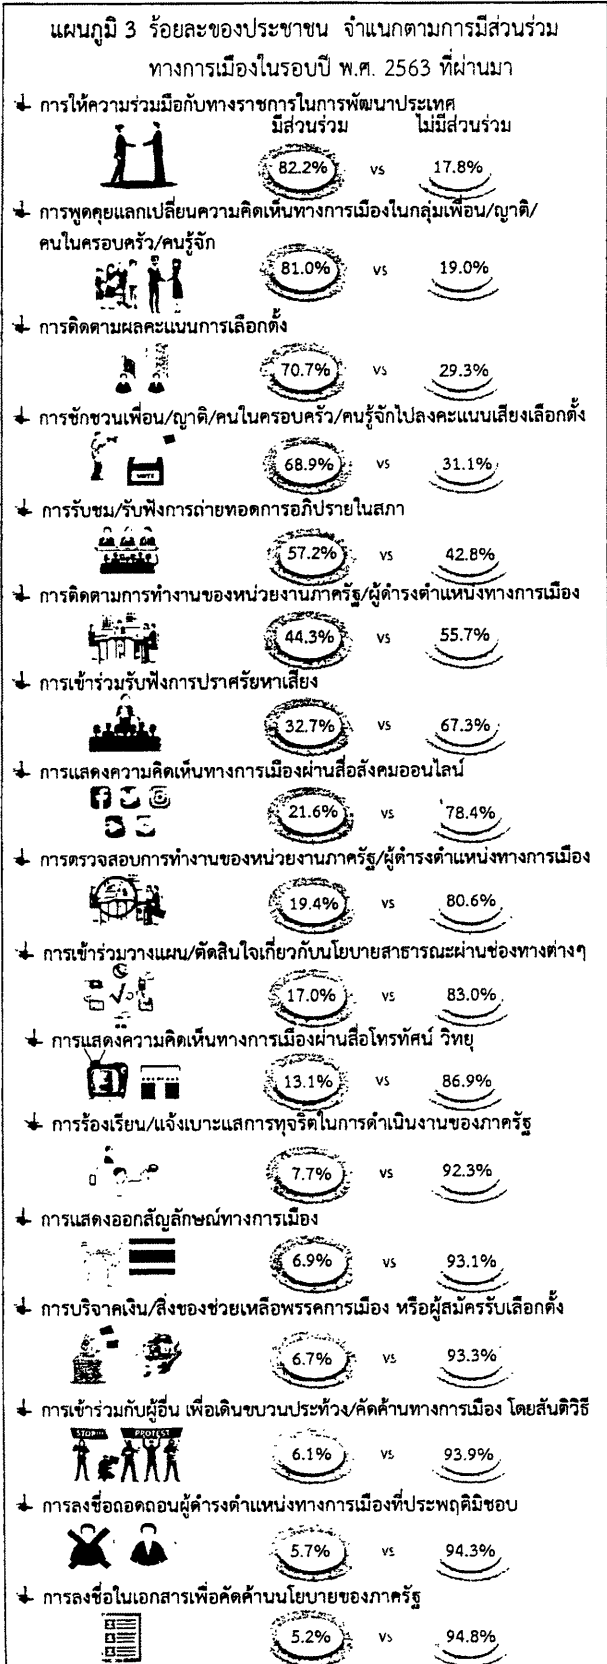 แผนภูมิ 3 ร้อยละของประชาชน จำแนกตามการมีส่วนร่วม
ทางการเมืองในรอบปี พ.ศ. 2563 ที่ผ่านมา
การให้ความร่วมมือกับทางราชการในการพัฒนาประเทศ
มีส่วนร่วม ไม่มีส่วนร่วม
82.2% vs 17.8%
การพูดคุยแลกเปลี่ยนความคิดเห็นทางการเมืองในกลุ่มเพื่อน/ญาติ/
คนในครอบครัว/คนรู้จัก
81.0% vs 19.0%
การติดตามผลคะแนนการเลือกตั้ง
70.7% vs 29.3%
การชักชวนเพื่อน/ญาติ/คนในครอบครัว/คนรู้จักไปลงคะแนนเสียงเลือกตั้ง
VOTE
68.9% vs 31.1%
การรับชม/รับฟังการถ่ายทอดการอภิปรายในสภา
57.2% vs 42.8%
การติดตามการทำงานของหน่วยงานภาครัฐ/ผู้ดำรงตำแหน่งทางการเมือง
44.3% vs 55.7%
การเข้าร่วมรับฟังการปราศรัยหาเสียง
32.7% vs 67.3%
การแสดงความคิดเห็นทางการเมืองผ่านสื่อสังคมออนไลน์
21.6% vs 78.4%
การตรวจสอบการทำงานของหน่วยงานภาครัฐ/ผู้ดำรงตำแหน่งทางการเมือง
19.4% vs 80.6%
การเข้าร่วมวางแผน/ตัดสินใจเกี่ยวกับนโยบายสาธารณะผ่านช่องทางต่างๆ
17.0% vs 83.0%
การแสดงความคิดเห็นทางการเมืองผ่านสื่อโทรทัศน์ วิทยุ
13.1% vs 86.9%
การร้องเรียน/แจ้งเบาะแสการทุจริตในการดำเนินงานของภาครัฐ
7.7% vs 92.3%
การแสดงออกสัญลักษณ์ทางการเมือง
6.9% vs 93.1%
การบริจาคเงิน/สิ่งของช่วยเหลือพรรคการเมือง หรือผู้สมัครรับเลือกตั้ง
6.7% vs 93.3%
การเข้าร่วมกับผู้อื่น เพื่อเดินขบวนประท้วง/คัดค้านทางการเมือง โดยสันติวิธี
STOP!!! PROTEST
6.1% vs 93.9%
การลงชื่อถอดถอนผู้ดำรงตำแหน่งทางการเมืองที่ประพฤติมิชอบ
5.7% vs 94.3%
การลงชื่อในเอกสารเพื่อคัดค้านนโยบายของภาครัฐ
5.2% vs 94.8%